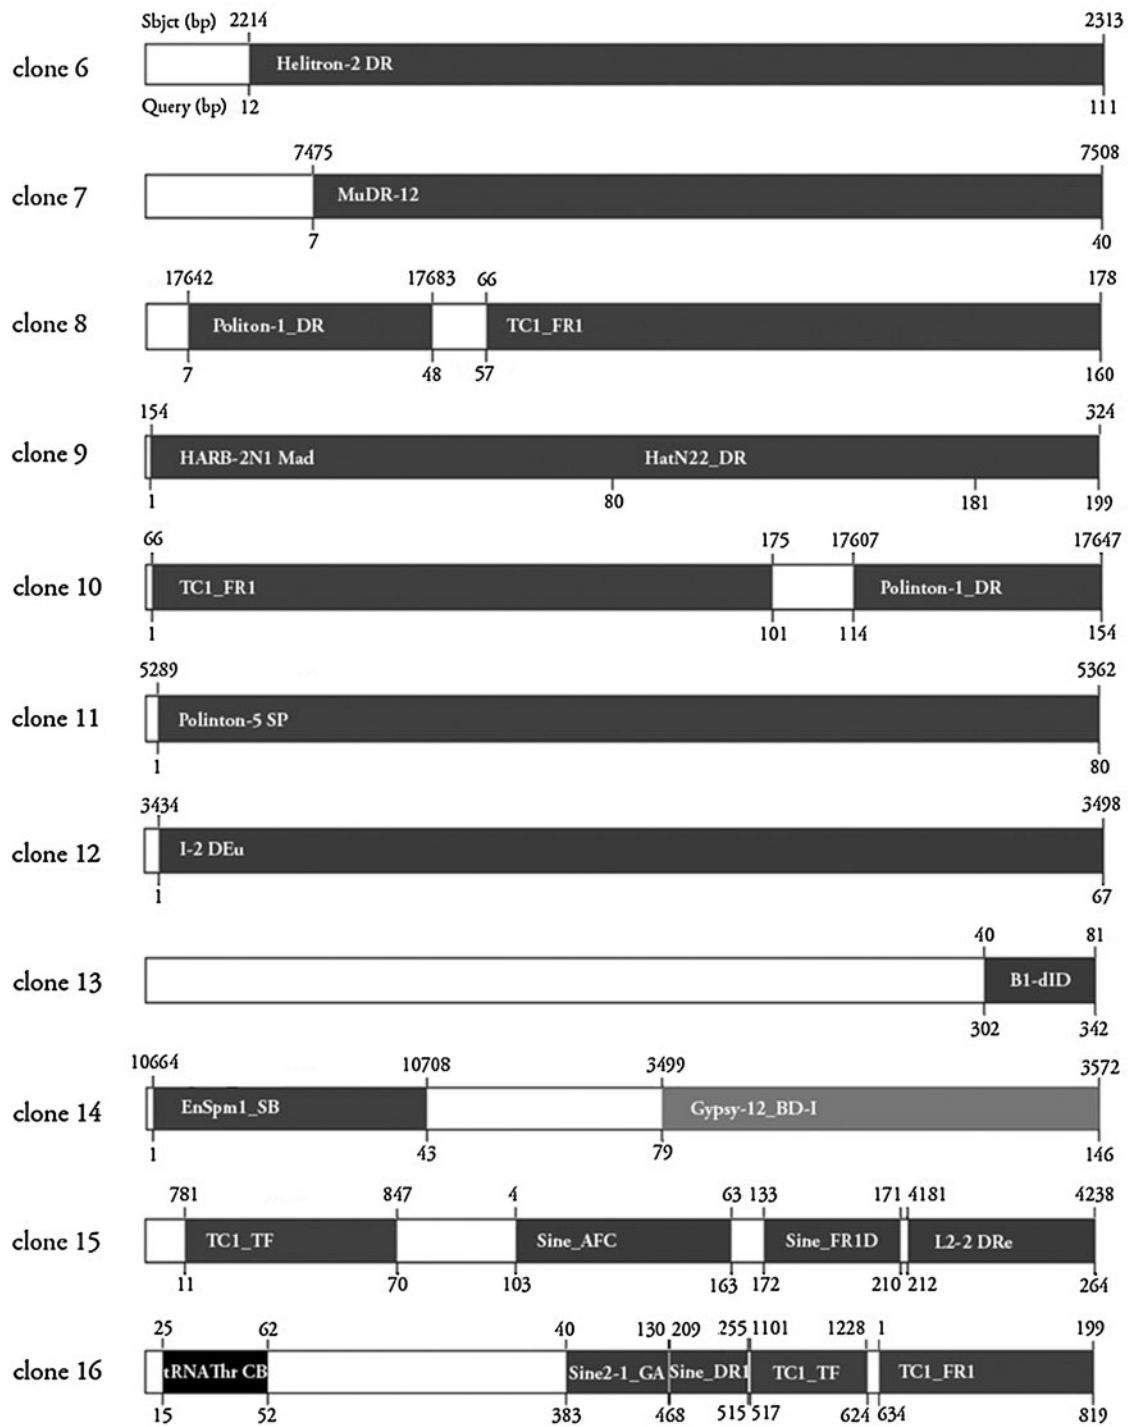 Sbjct (bp) 2214 2313
clone 6 Helitron-2 DR
Query (bp) 12 111
7475 7508
clone 7 MuDR-12
7 40
17642 17683 66 178
clone 8 Politon-1_DR TC1_FR1
7 48 57 160
154 324
clone 9 HARB-2N1 Mad HatN22_DR
1 80 181 199
66 175 17607 17647
clone 10 TC1_FR1 Polinton-1_DR
1 101 114 154
5289 5362
clone 11 Polinton-5 SP
1 80
3434 3498
clone 12 I-2 DEu
1 67
40 81
clone 13 B1-dID
302 342
10664 10708 3499 3572
clone 14 EnSpm1_SB Gypsy-12_BD-I
1 43 79 146
781 847 4 63 133 171 4181 4238
clone 15 TC1_TF Sine_AFC Sine_FR1D L2-2 DRe
11 70 103 163 172 210 212 264
25 62 40 130 209 255 1101 1228 1 199
clone 16 tRNAThr CB Sine2-1_GA Sine_DR1 TC1_TF TC1_FR1
15 52 383 468 515 517 624 634 819